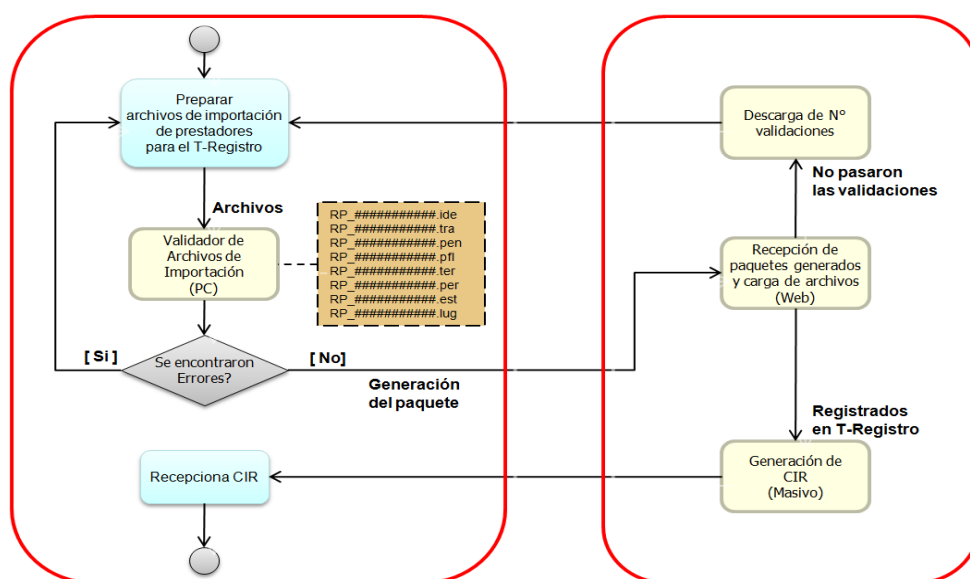 Preparar
archivos de importación
de prestadores
para el T-Registro
Archivos
Validador de
Archivos de
Importación
(PC)
RP_###########.ide
RP_###########.tra
RP_###########.pen
RP_###########.pfl
RP_###########.ter
RP_###########.per
RP_###########.est
RP_###########.lug
[ Si ]
Se encontraron
Errores?
[ No]
Generación
del paquete
Recepciona CIR
Descarga de N°
validaciones
No pasaron
las validaciones
Recepción de
paquetes generados
y carga de archivos
(Web)
Registrados
en T-Registro
Generación de
CIR
(Masivo)